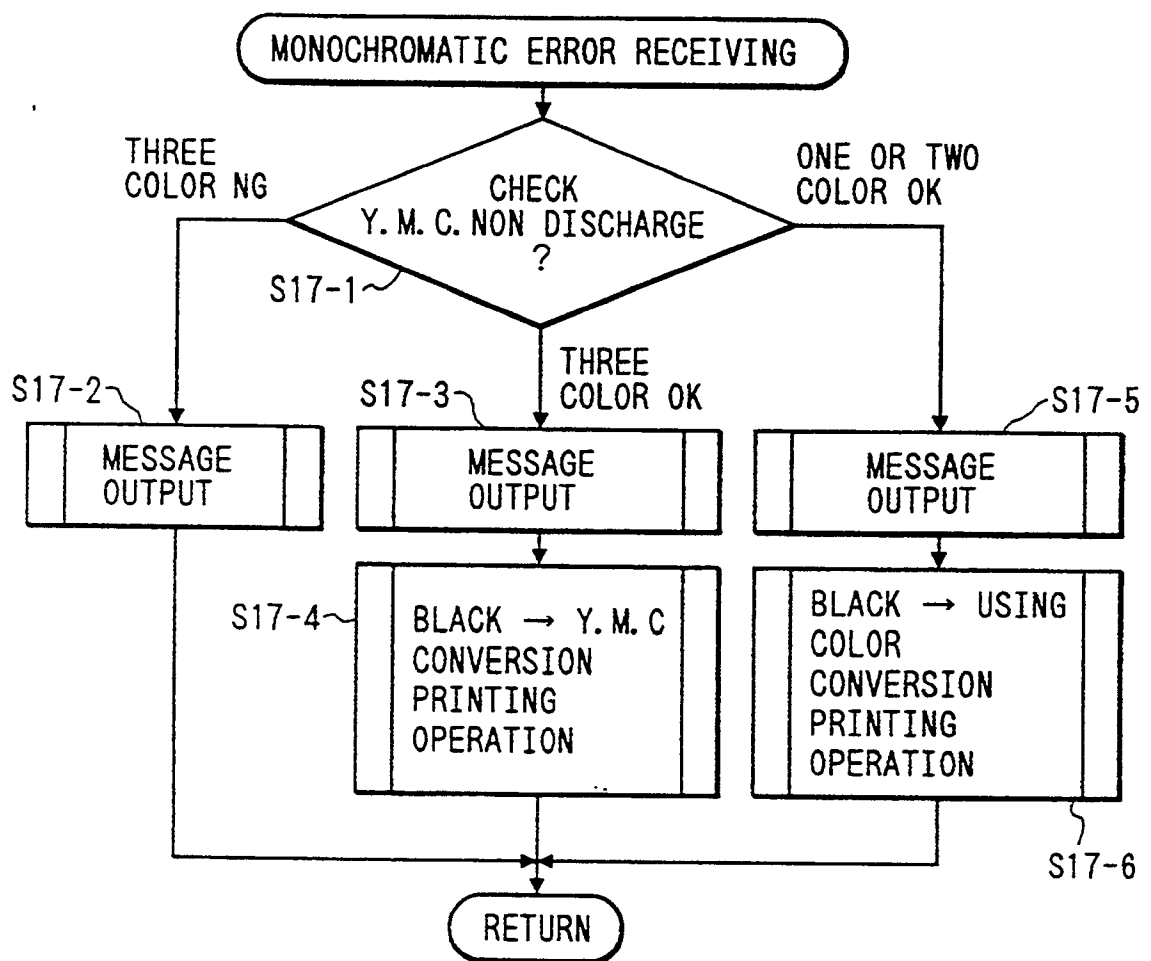 MONOCHROMATIC ERROR RECEIVING
THREE
COLOR NG
CHECK
Y.M.C.NON DISCHARGE
?
ONE OR TWO
COLOR OK
S17-1
THREE
COLOR OK
S17-2
MESSAGE
OUTPUT
S17-3
MESSAGE
OUTPUT
S17-5
MESSAGE
OUTPUT
S17-4
BLACK → Y.M.C
CONVERSION
PRINTING
OPERATION
BLACK → USING
COLOR
CONVERSION
PRINTING
OPERATION
S17-6
RETURN